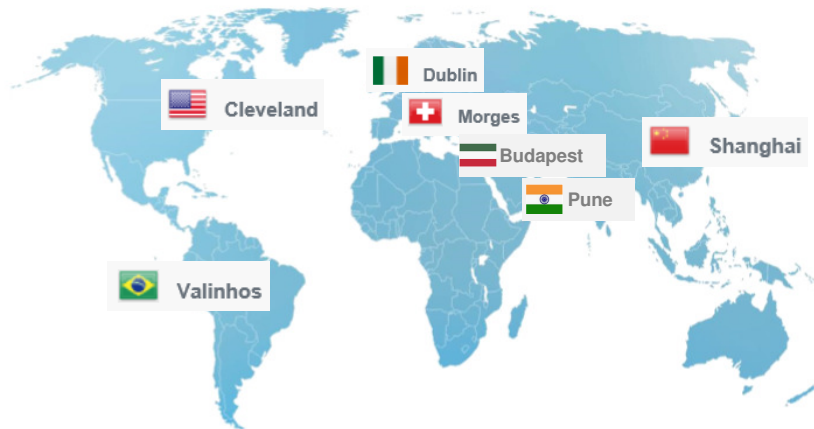 Dublin
Cleveland
Morges
Shanghai
Budapest
Pune
Valinhos